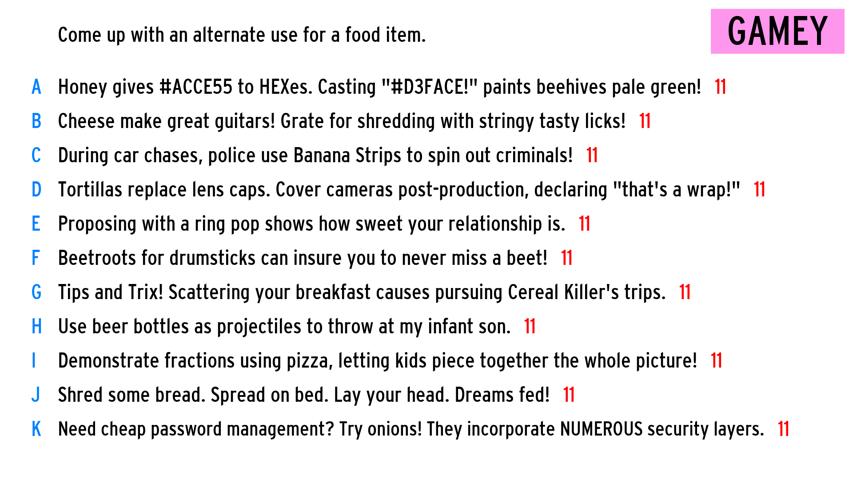 Come up with an alternate use for a food item.
GAMEY
A Honey gives #ACCE55 to HEXes. Casting "#D3FACE!" paints beehives pale green! 11
B Cheese make great guitars! Grate for shredding with stringy tasty licks! 11
C During car chases, police use Banana Strips to spin out criminals! 11
D Tortillas replace lens caps. Cover cameras post-production, declaring "that's a wrap!" 11
E Proposing with a ring pop shows how sweet your relationship is. 11
F Beetroots for drumsticks can insure you to never miss a beet! 11
G Tips and Trix! Scattering your breakfast causes pursuing Cereal Killer's trips. 11
H Use beer bottles as projectiles to throw at my infant son. 11
I Demonstrate fractions using pizza, letting kids piece together the whole picture! 11
J Shred some bread. Spread on bed. Lay your head. Dreams fed! 11
K Need cheap password management? Try onions! They incorporate NUMEROUS security layers. 11